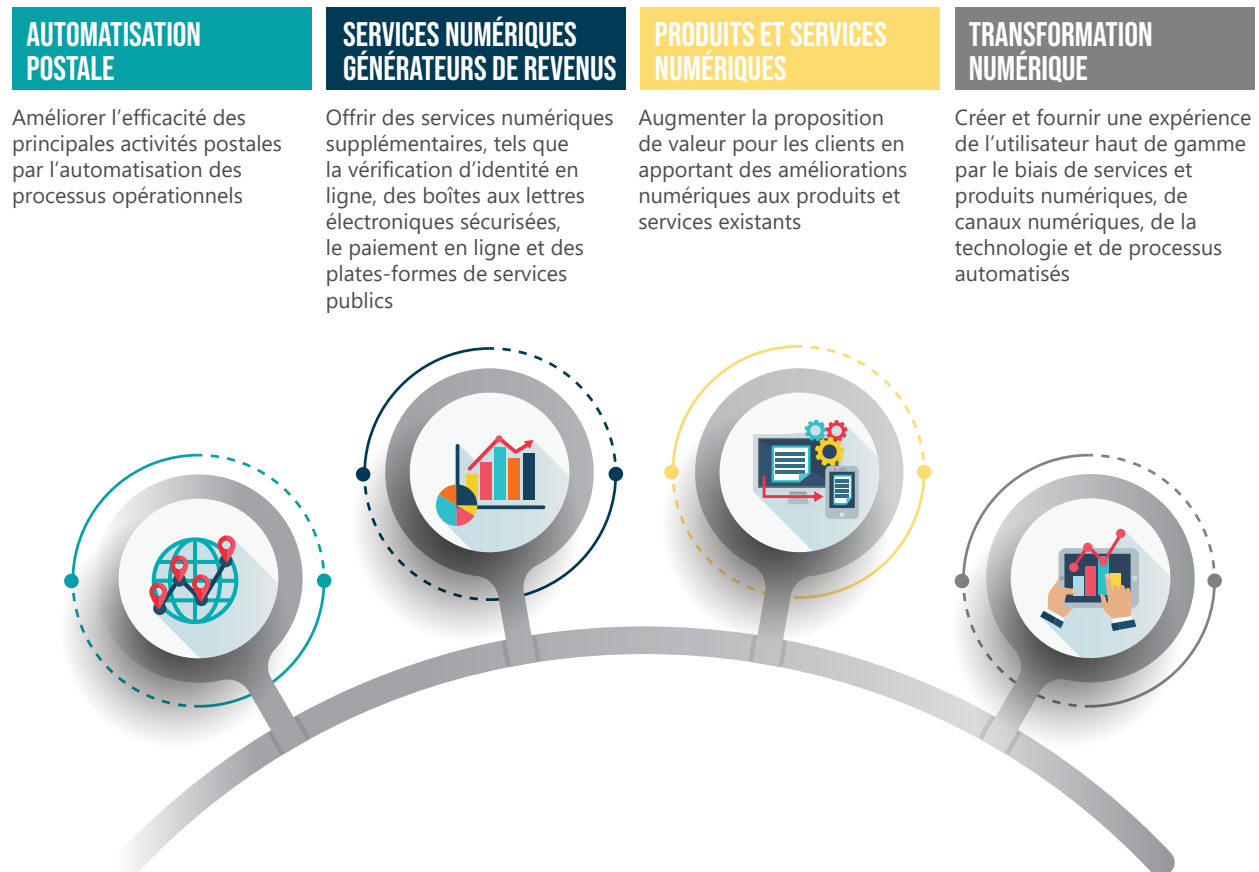 AUTOMATISATION
POSTALE
Améliorer l’efficacité des
principales activités postales
par l’automatisation des
processus opérationnels
SERVICES NUMÉRIQUES
GÉNÉRATEURS DE REVENUS
Offrir des services numériques
supplémentaires, tels que
la vérification d’identité en
ligne, des boîtes aux lettres
électroniques sécurisées,
le paiement en ligne et des
plates-formes de services
publics
PRODUITS ET SERVICES
NUMÉRIQUES
Augmenter la proposition
de valeur pour les clients en
apportant des améliorations
numériques aux produits et
services existants
TRANSFORMATION
NUMÉRIQUE
Créer et fournir une expérience
de l’utilisateur haut de gamme
par le biais de services et
produits numériques, de
canaux numériques, de la
technologie et de processus
automatisés